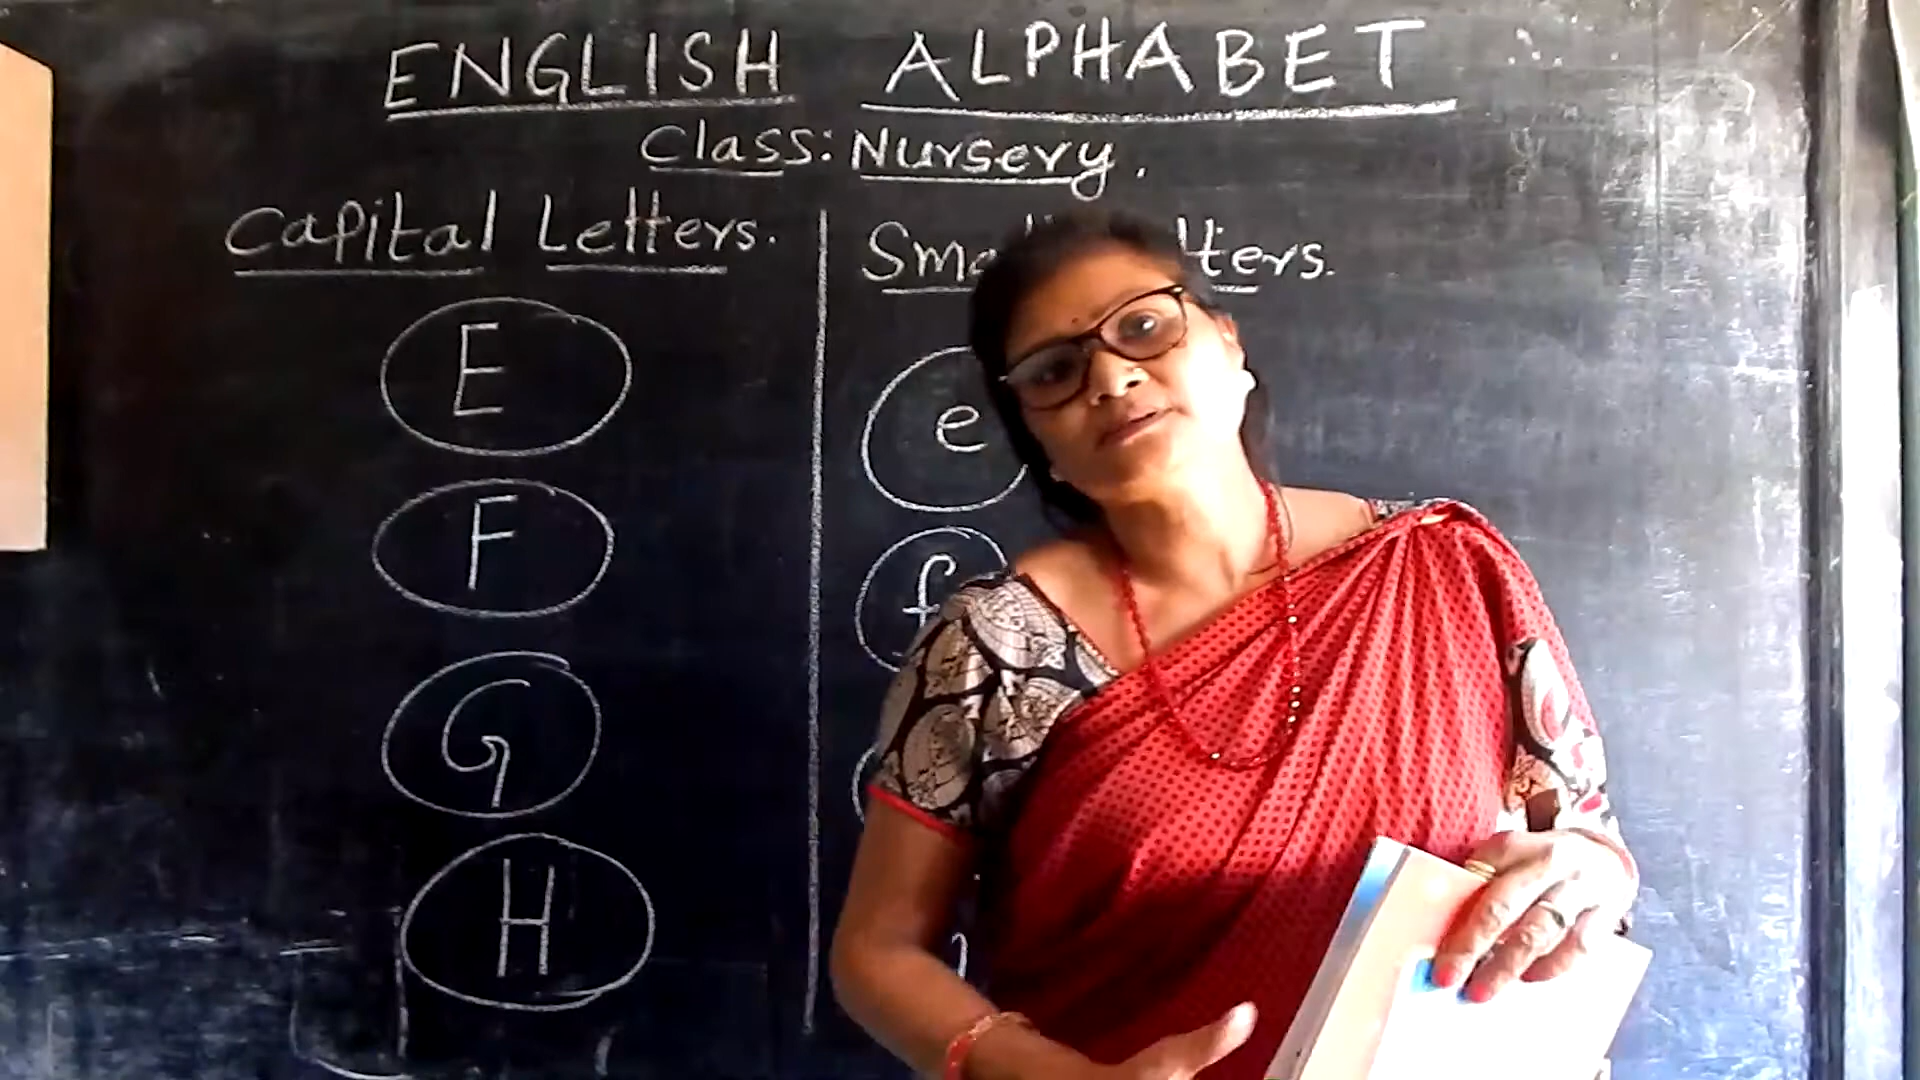 ENGLISH ALPHABET
Class: Nursery.
Capital Letters.
E
F
G
H
e
f